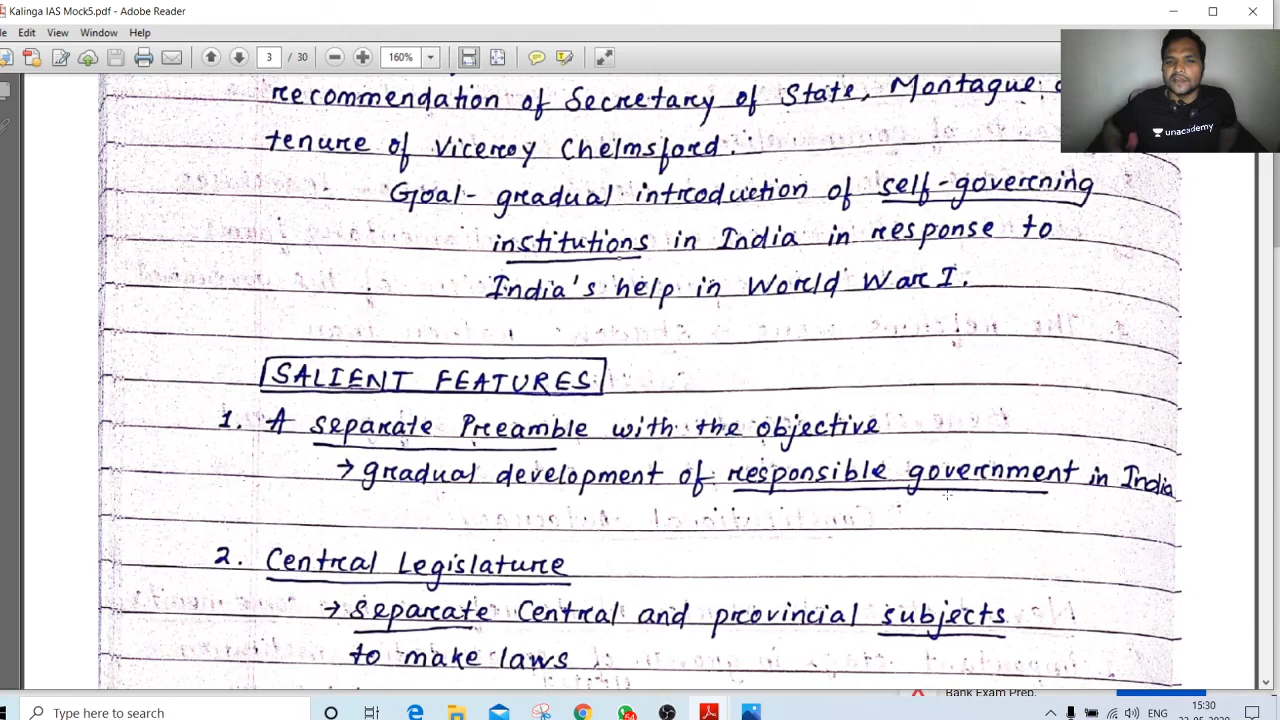 Kalinga IAS Mock5.pdf - Adobe Reader
Edit View Window Help
3 / 30 160%
recommendation of Secretary of State, Montague
tenure of Viceroy Chelmsford.
Goal- gradual introduction of self-governing
institutions in India in response to
India's help in World War I.
unacademy
SALIENT FEATURES
1. A separate Preamble with the objective
→ gradual development of responsible government in India
2. Central Legislature
→ separate Central and provincial subjects
to make laws
Bank Exam Prep.
Type here to search
ENG
15:30